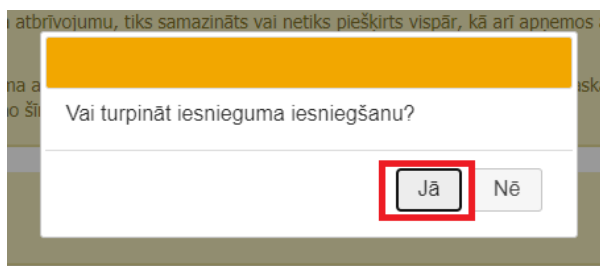 atbrīvojumu, tiks samazināts vai netiks piešķirts vispār, kā arī apņemos
Vai turpināt iesnieguma iesniegšanu?
Jā Nē